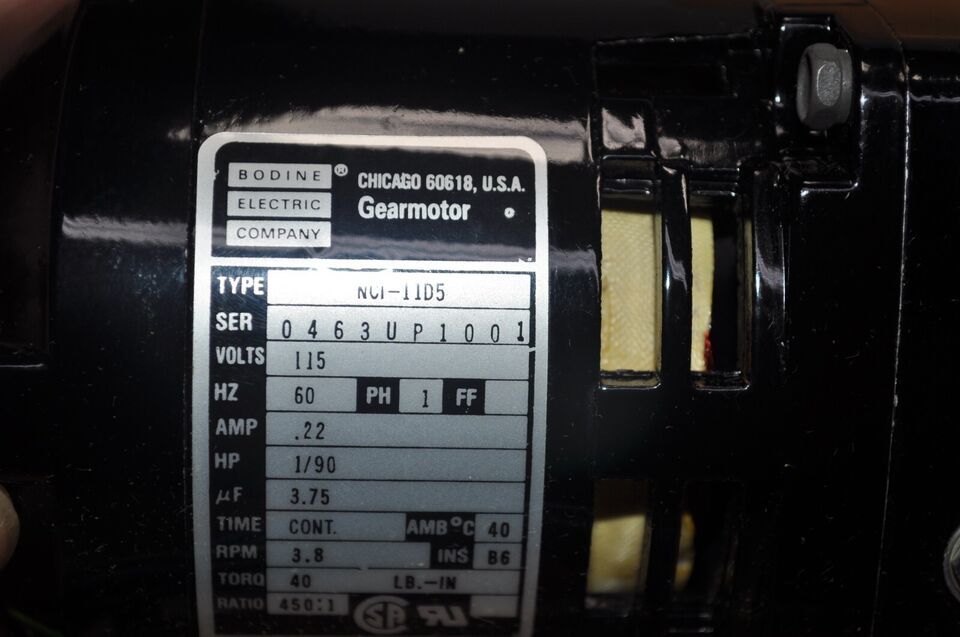 BODINE ®
ELECTRIC
COMPANY
CHICAGO 60618, U.S.A.
Gearmotor
TYPE NCI-11D5
SER 0463UP1001
VOLTS 115
HZ 60 PH 1 FF
AMP .22
HP 1/90
µF 3.75
TIME CONT. AMB°C 40
RPM 3.8 INS B6
TORQ 40 LB.-IN
RATIO 450:1 SA